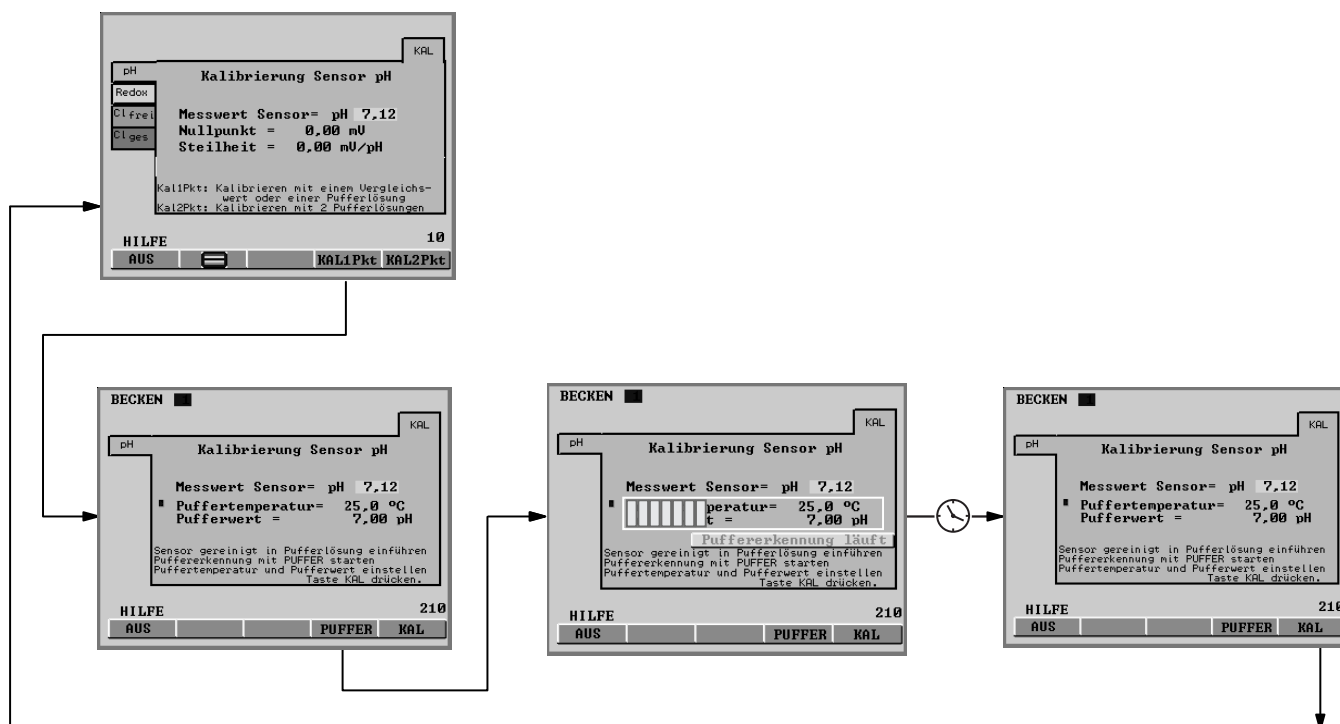 KAL
pH
Kalibrierung Sensor pH
Redox
Cl frei
Messwert Sensor= pH 7,12
Nullpunkt = 0,00 mV
Cl ges
Steilheit = 0,00 mV/pH
Kal1Pkt: Kalibrieren mit einem Vergleichs-
wert oder einer Pufferlösung
Kal2Pkt: Kalibrieren mit 2 Pufferlösungen
HILFE 10
AUS KAL1Pkt KAL2Pkt
BECKEN 1
KAL
pH
Kalibrierung Sensor pH
Messwert Sensor= pH 7,12
Puffertemperatur= 25,0 ºC
Pufferwert = 7,00 pH
Sensor gereinigt in Pufferlösung einführen
Puffererkennung mit PUFFER starten
Puffertemperatur und Pufferwert einstellen
Taste KAL drücken.
HILFE 210
AUS PUFFER KAL
BECKEN 1
KAL
pH
Kalibrierung Sensor pH
Messwert Sensor= pH 7,12
peratur= 25,0 ºC
t = 7,00 pH
Puffererkennung läuft
Sensor gereinigt in Pufferlösung einführen
Puffererkennung mit PUFFER starten
Puffertemperatur und Pufferwert einstellen
Taste KAL drücken.
HILFE 210
AUS PUFFER KAL
BECKEN 1
KAL
pH
Kalibrierung Sensor pH
Messwert Sensor= pH 7,12
Puffertemperatur= 25,0 ºC
Pufferwert = 7,00 pH
Sensor gereinigt in Pufferlösung einführen
Puffererkennung mit PUFFER starten
Puffertemperatur und Pufferwert einstellen
Taste KAL drücken.
HILFE 210
AUS PUFFER KAL